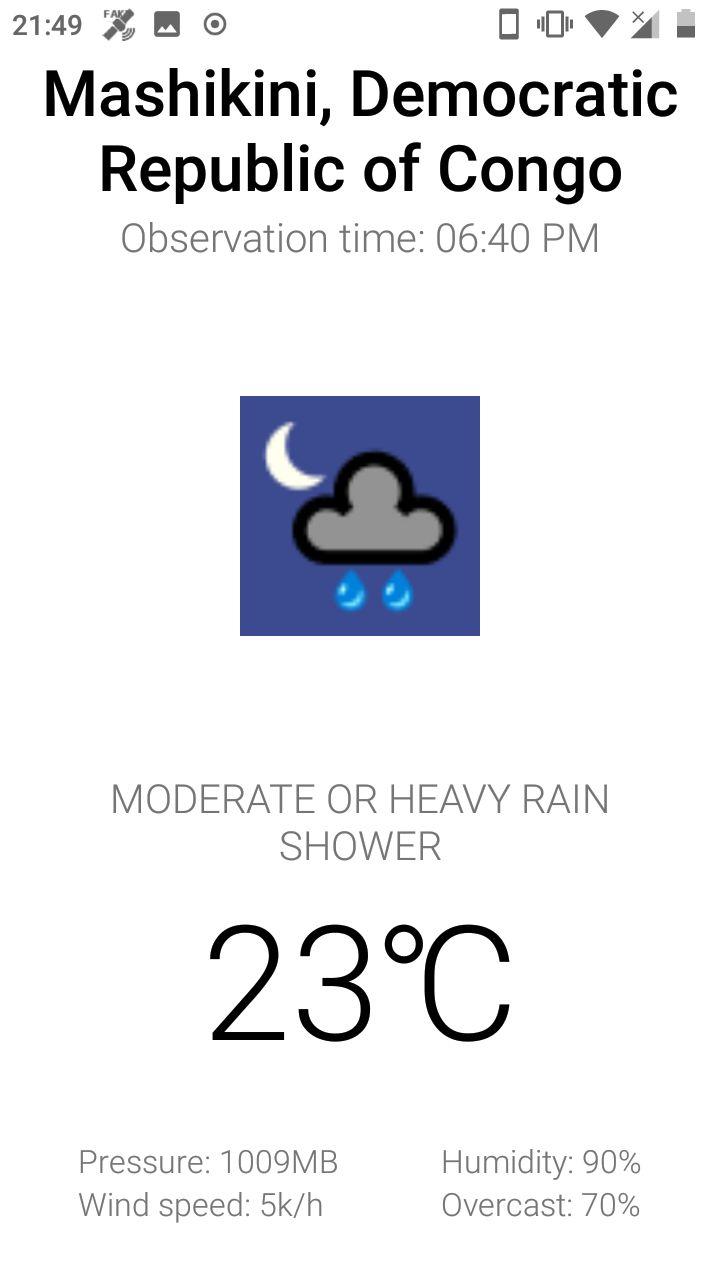 21:49 FAKE
Mashikini, Democratic
Republic of Congo
Observation time: 06:40 PM
MODERATE OR HEAVY RAIN
SHOWER
23°C
Pressure: 1009MB Humidity: 90%
Wind speed: 5k/h Overcast: 70%